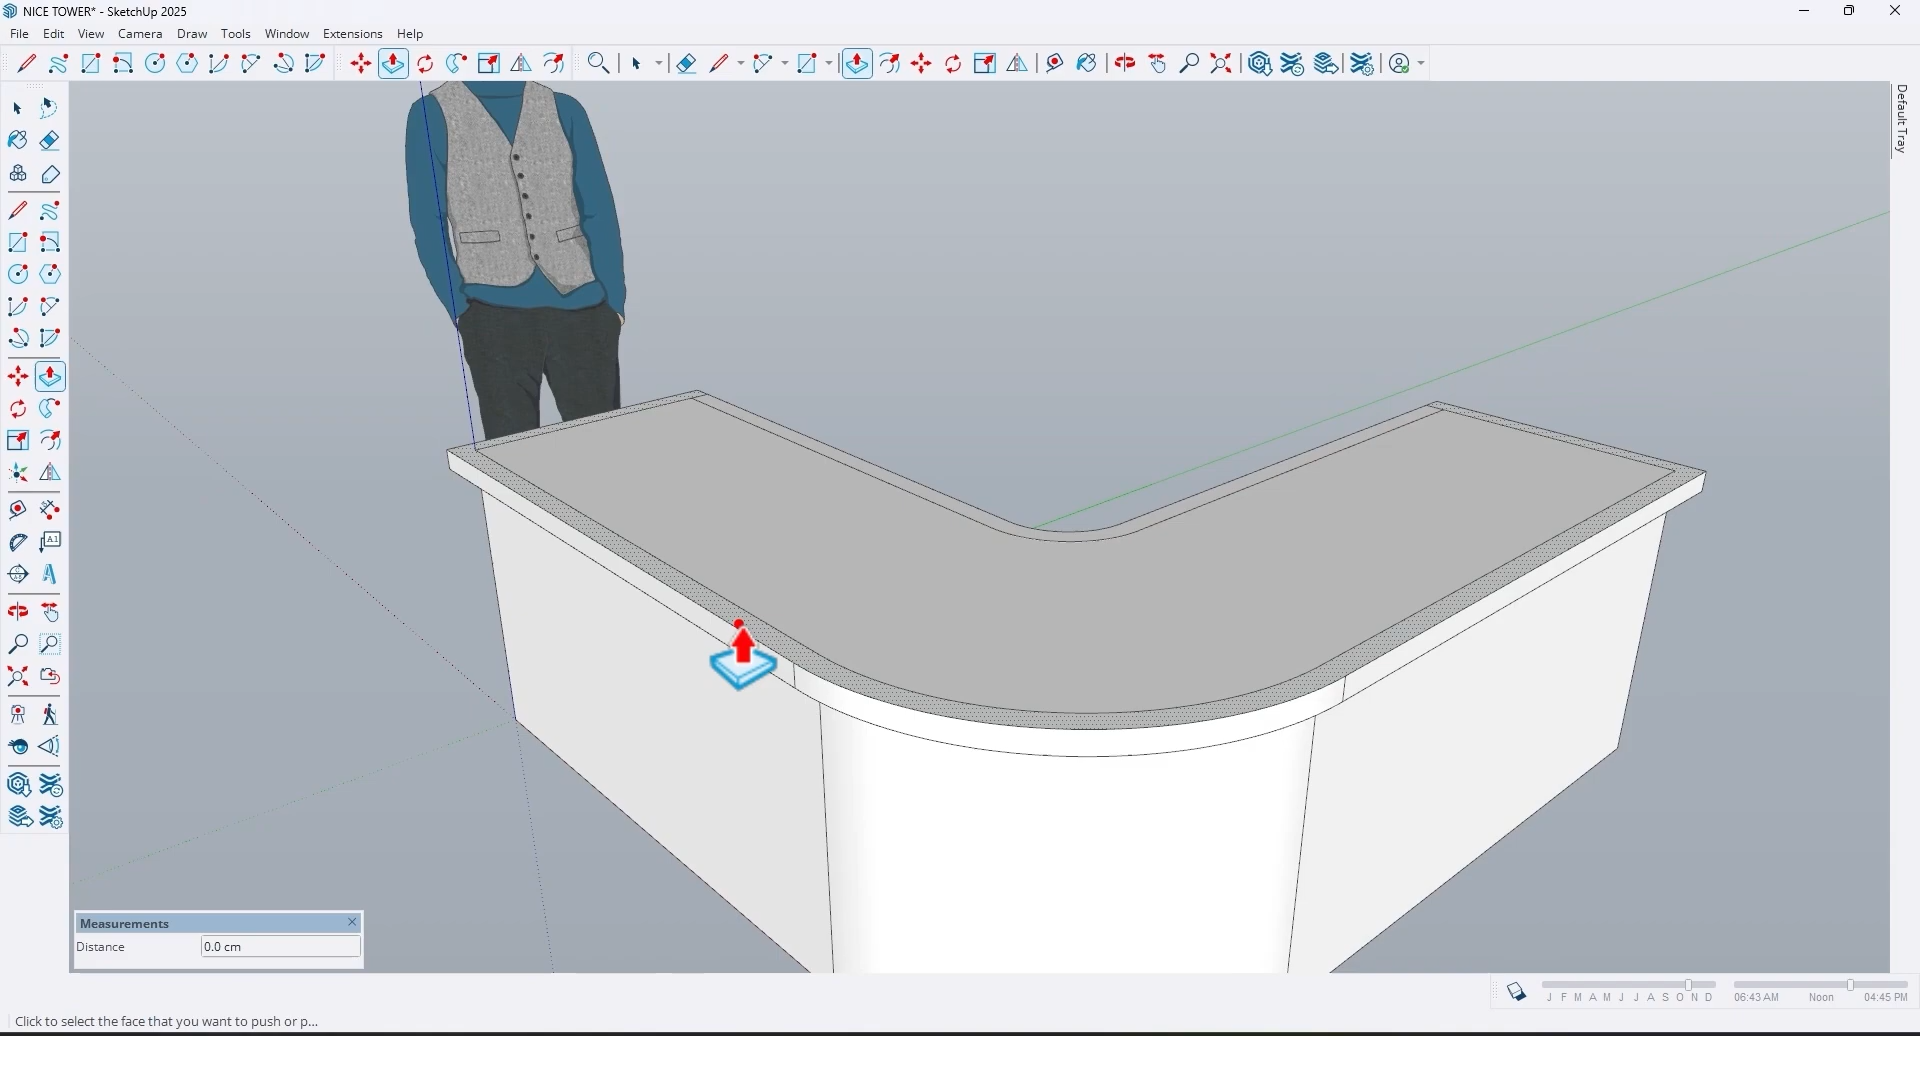 NICE TOWER* - SketchUp 2025
File Edit View Camera Draw Tools Window Extensions Help
Default Tray
A1
Measurements
Distance 0.0 cm
J F M A M J J A S O N D 06:43 AM Noon 04:45 PM
Click to select the face that you want to push or p...